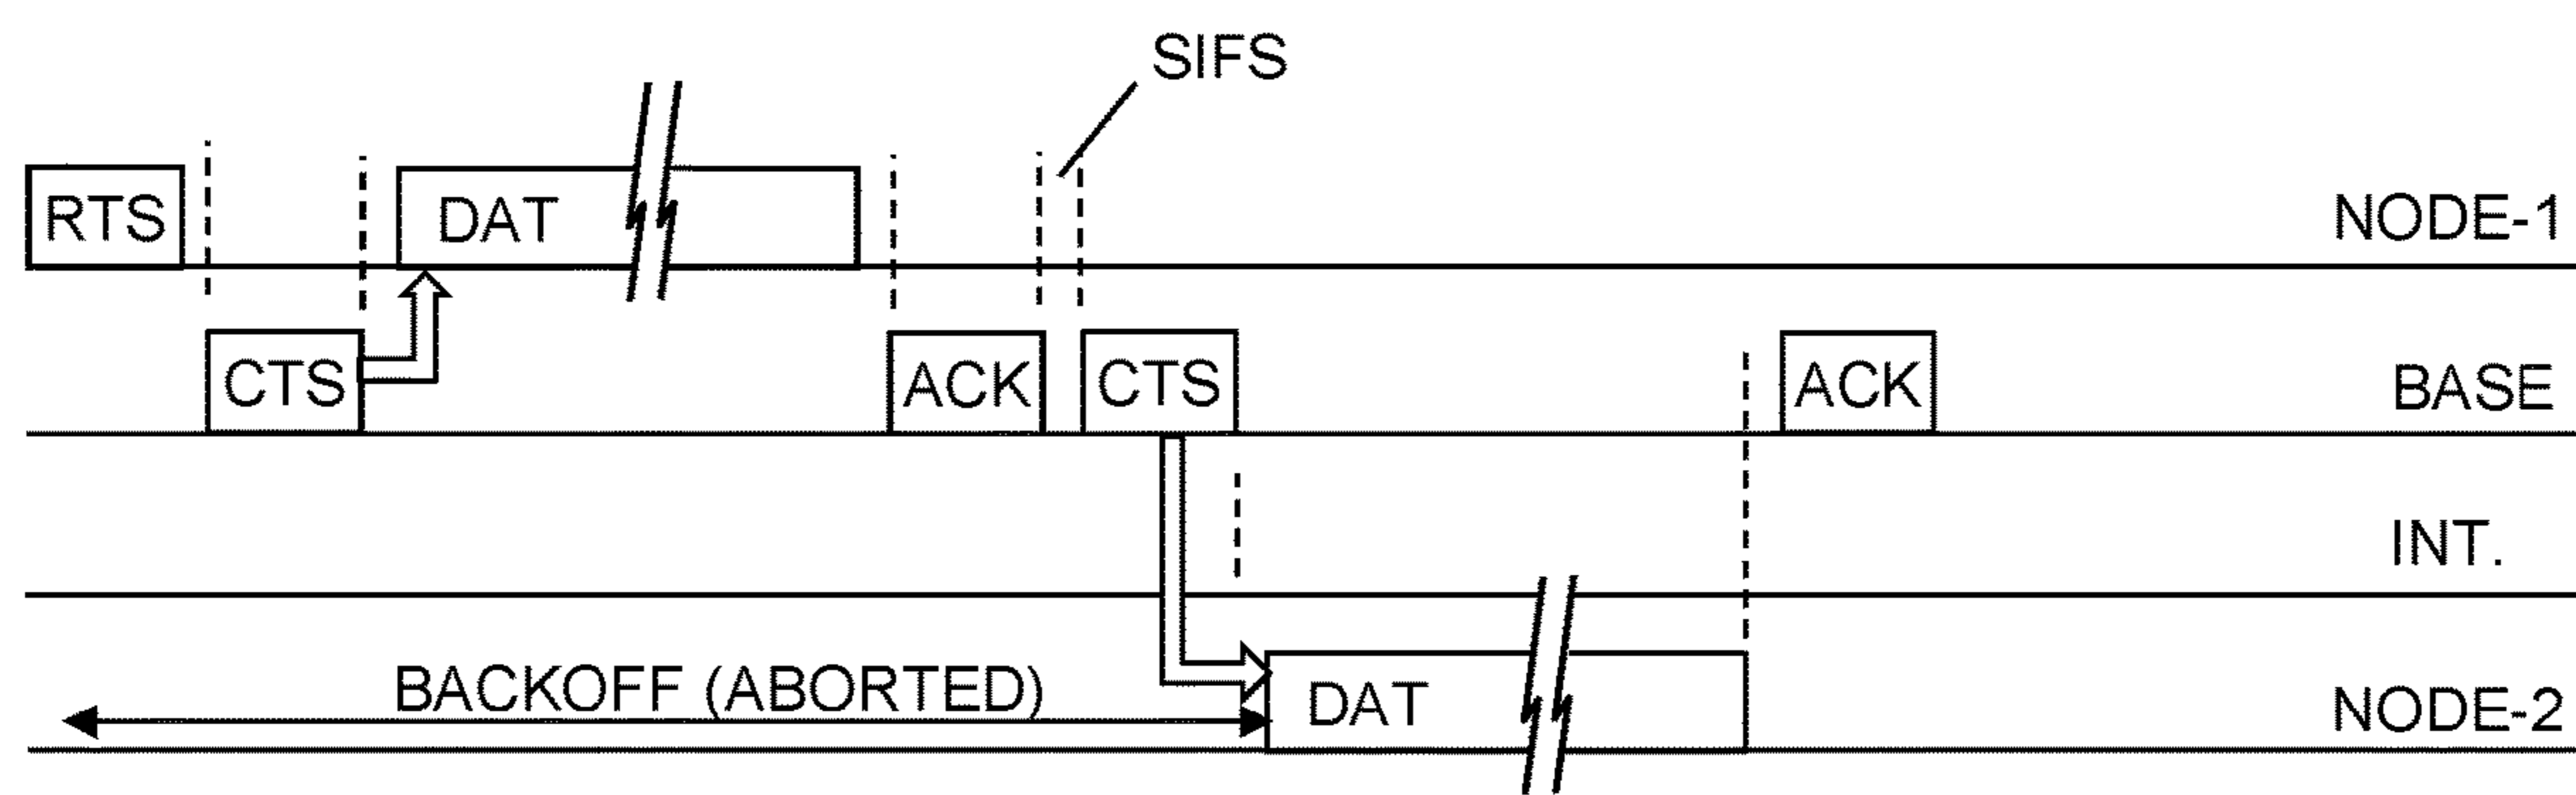 SIFS
RTS DAT NODE-1
CTS ACK CTS ACK BASE
INT.
BACKOFF (ABORTED) DAT NODE-2